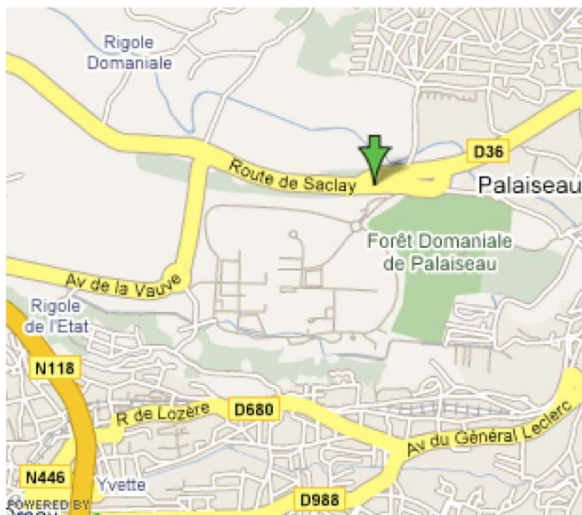 Rigole
Domaniale
D36
Route de Saclay
Palaiseau
Forêt Domaniale
de Palaiseau
Av de la Vauve
Rigole
de l'Etat
N118
R de Lozère
D680
Av du Général Leclerc
N446
Yvette
D988
POWERED BY